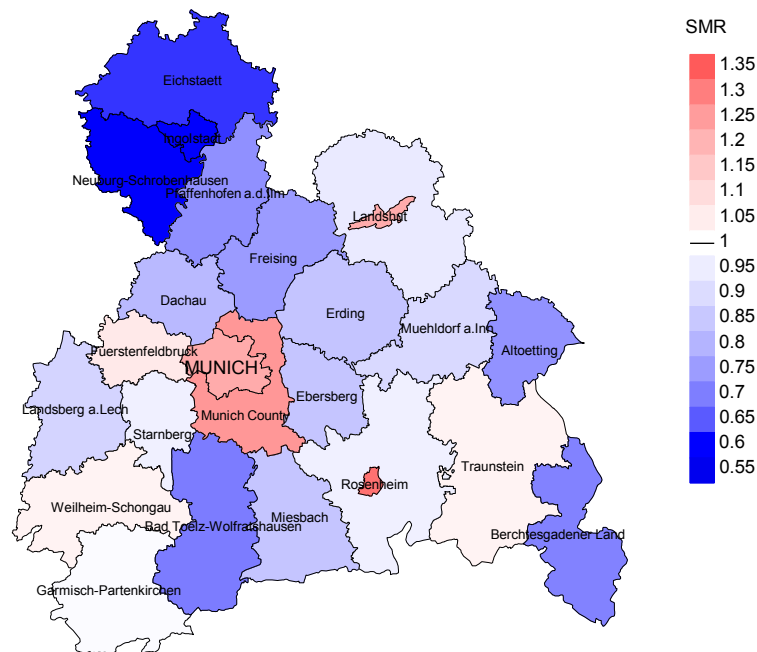 SMR
1.35
1.3
1.25
1.2
1.15
1.1
1.05
1
0.95
0.9
0.85
0.8
0.75
0.7
0.65
0.6
0.55
Eichstaett
Ingolstadt
Neuburg-Schrobenhausen
Pfaffenhofen a.d.Ilm
Landshut
Freising
Dachau
Erding
Muehldorf a.Inn
Altoetting
Fuerstenfeldbruck
MUNICH
Ebersberg
Landsberg a.Lech
Munich County
Starnberg
Traunstein
Rosenheim
Weilheim-Schongau
Miesbach
Bad Toelz-Wolfratshausen
Berchtesgadener Land
Garmisch-Partenkirchen